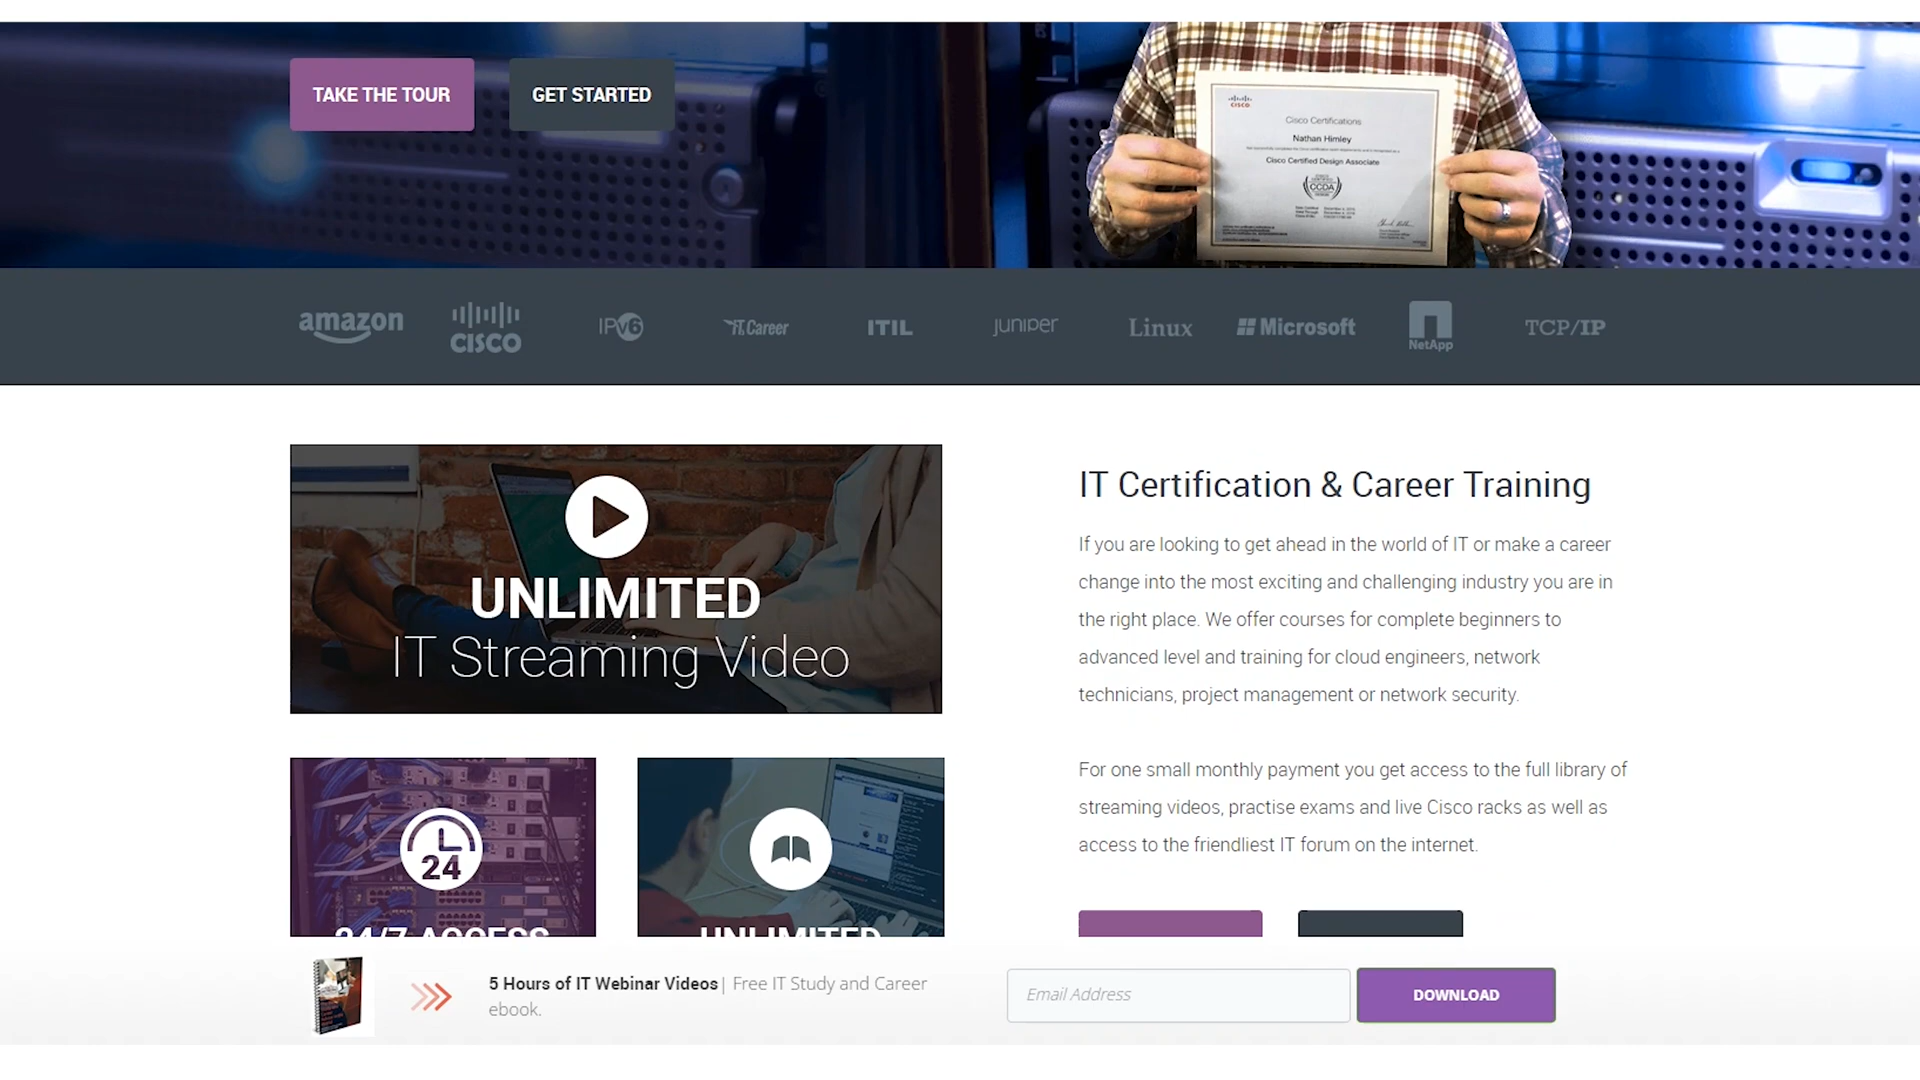 TAKE THE TOUR
GET STARTED
CISCO
Cisco Certifications
Nathan Himley
Cisco Certified Design Associate
CCDA
amazon
CISCO
IPv6
IT Career
ITIL
JUNIPER
Linux
Microsoft
NetApp
TCP/IP
UNLIMITED
IT Streaming Video
24
24/7 ACCESS
UNLIMITED
IT Certification & Career Training
If you are looking to get ahead in the world of IT or make a career
change into the most exciting and challenging industry you are in
the right place. We offer courses for complete beginners to
advanced level and training for cloud engineers, network
technicians, project management or network security.
For one small monthly payment you get access to the full library of
streaming videos, practise exams and live Cisco racks as well as
access to the friendliest IT forum on the internet.
5 Hours of IT Webinar Videos| Free IT Study and Career
ebook.
Email Address
DOWNLOAD